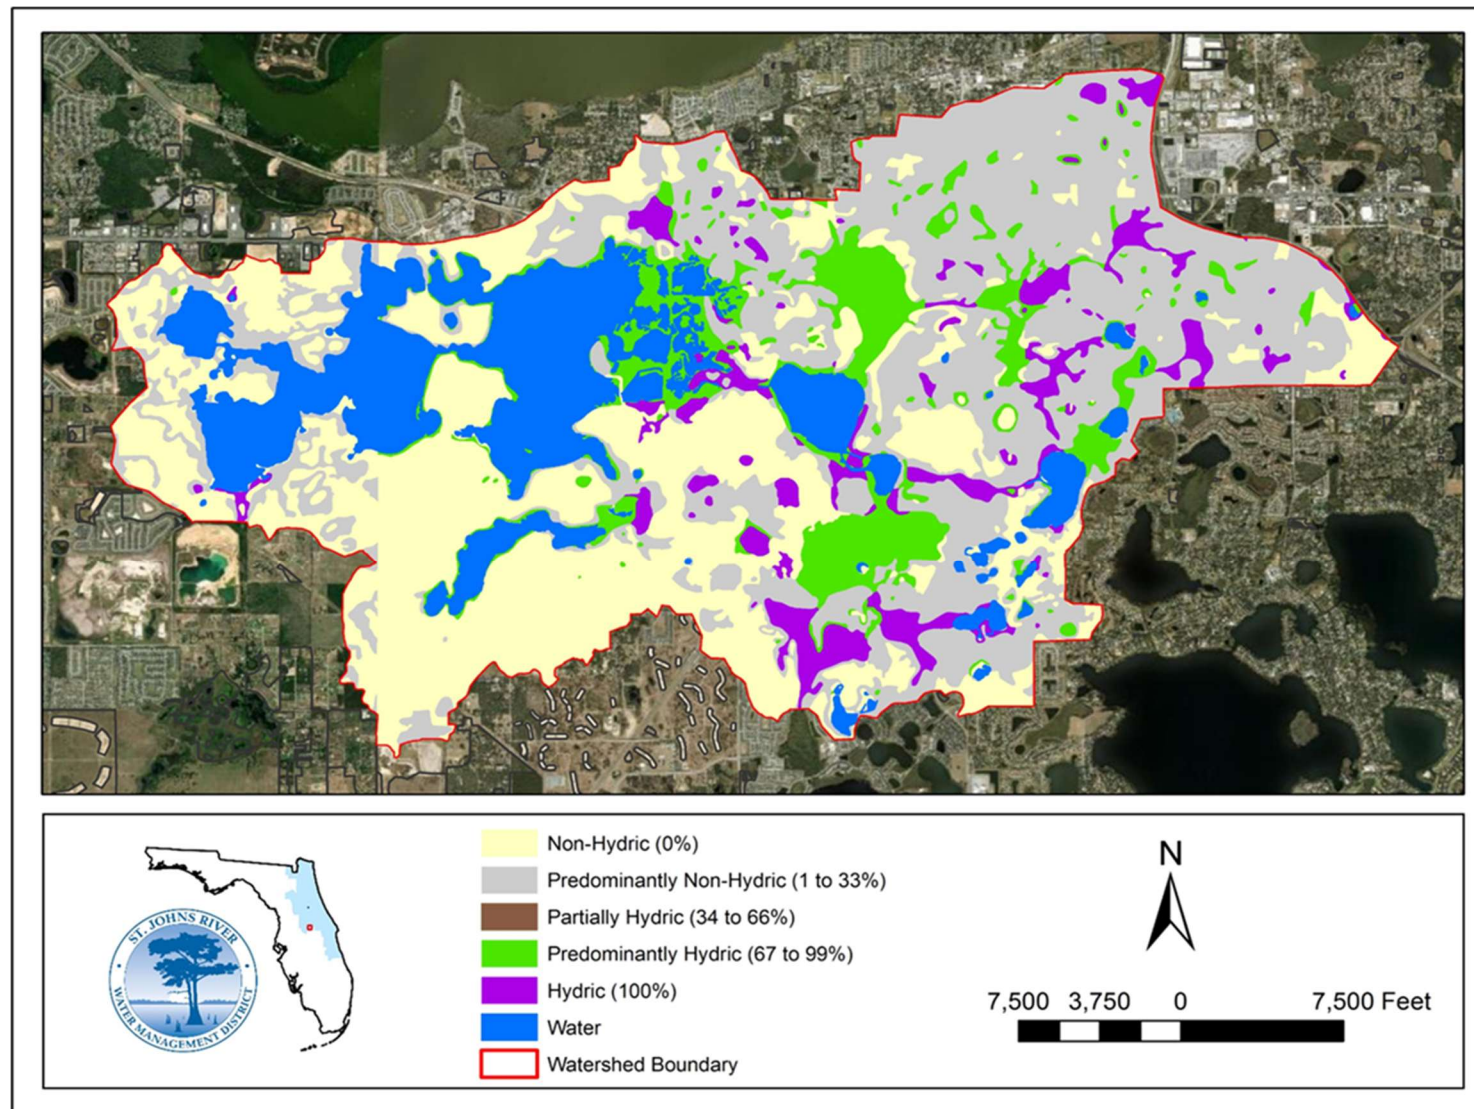 ST. JOHNS RIVER
WATER MANAGEMENT DISTRICT
Non-Hydric (0%)
Predominantly Non-Hydric (1 to 33%)
Partially Hydric (34 to 66%)
Predominantly Hydric (67 to 99%)
Hydric (100%)
Water
Watershed Boundary
N
7,500 3,750 0 7,500 Feet